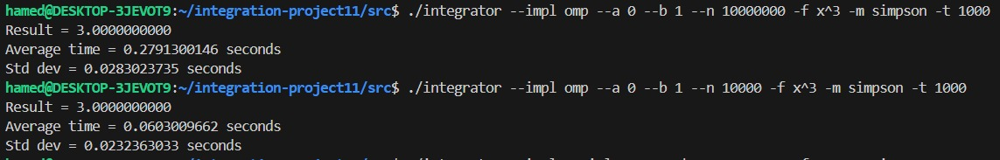 hamed@DESKTOP-3JEVOT9:~/integration-project11/src$ ./integrator --impl omp --a 0 --b 1 --n 10000000 -f x^3 -m simpson -t 1000
Result = 3.0000000000
Average time = 0.2791300146 seconds
Std dev = 0.0283023735 seconds
hamed@DESKTOP-3JEVOT9:~/integration-project11/src$ ./integrator --impl omp --a 0 --b 1 --n 10000 -f x^3 -m simpson -t 1000
Result = 3.0000000000
Average time = 0.0603009662 seconds
Std dev = 0.0232363033 seconds